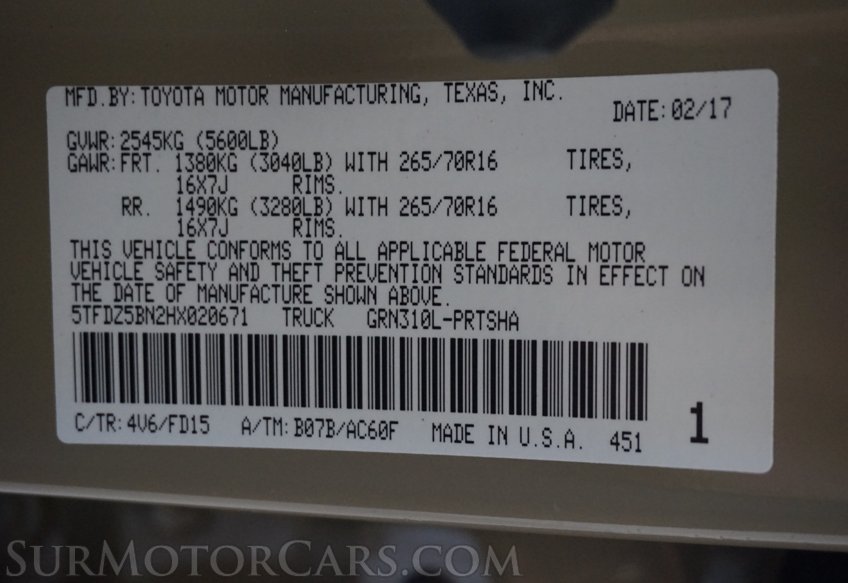 MFD.BY:TOYOTA MOTOR MANUFACTURING, TEXAS, INC.
DATE:02/17
GVWR:2545KG (5600LB)
GAWR:FRT. 1380KG (3040LB) WITH 265/70R16 TIRES,
16X7J RIMS.
RR. 1490KG (3280LB) WITH 265/70R16 TIRES,
16X7J RIMS.
THIS VEHICLE CONFORMS TO ALL APPLICABLE FEDERAL MOTOR
VEHICLE SAFETY AND THEFT PREVENTION STANDARDS IN EFFECT ON
THE DATE OF MANUFACTURE SHOWN ABOVE.
5TFDZ5BN2HX020671 TRUCK GRN310L-PRTSHA
C/TR:4V6/FD15 A/TM:B07B/AC60F MADE IN U.S.A. 451 1
SurMotorCars.com